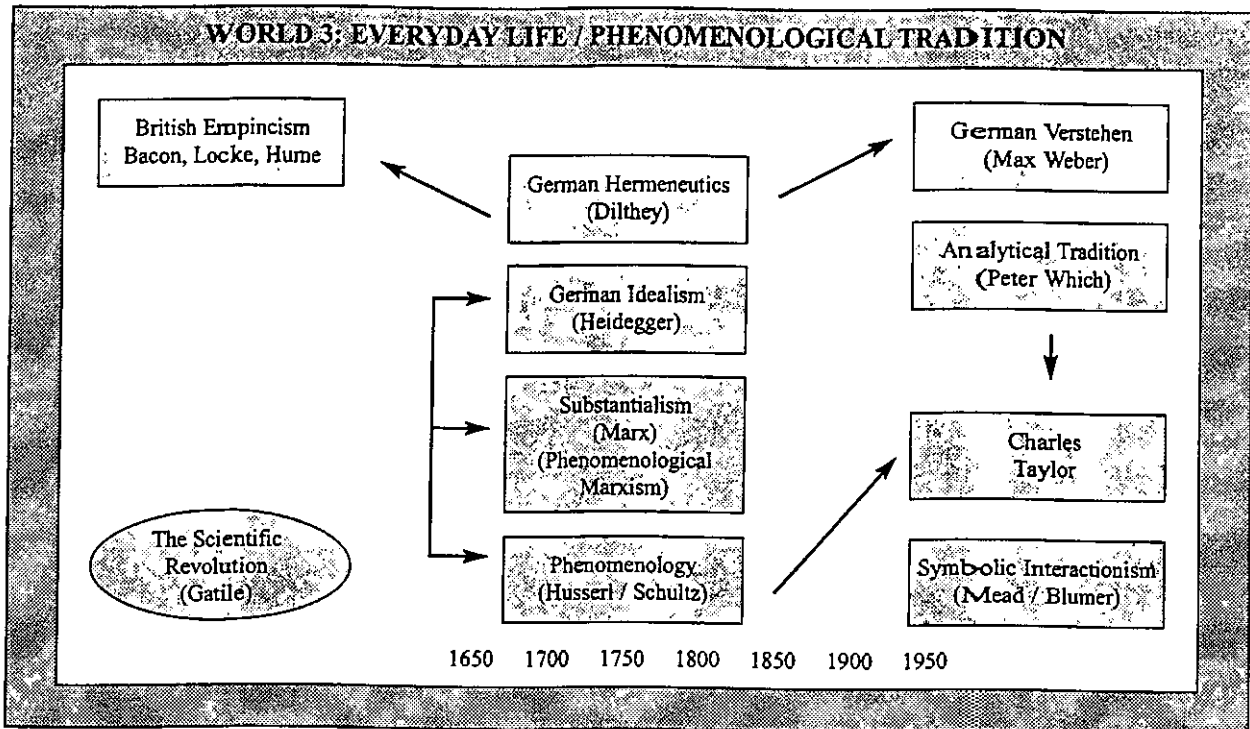 WORLD 3: EVERYDAY LIFE / PHENOMENOLOGICAL TRADITION
British Empincism
Bacon, Locke, Hume
German Hermeneutics
(Dilthey)
German Verstehen
(Max Weber)
Analytical Tradition
(Peter Which)
German Idealism
(Heidegger)
Substantialism
(Marx)
(Phenomenological
Marxism)
Charles
Taylor
The Scientific
Revolution
(Gatile)
Phenomenology
(Husserl / Schultz)
Symbolic Interactionism
(Mead / Blumer)
1650 1700 1750 1800 1850 1900 1950